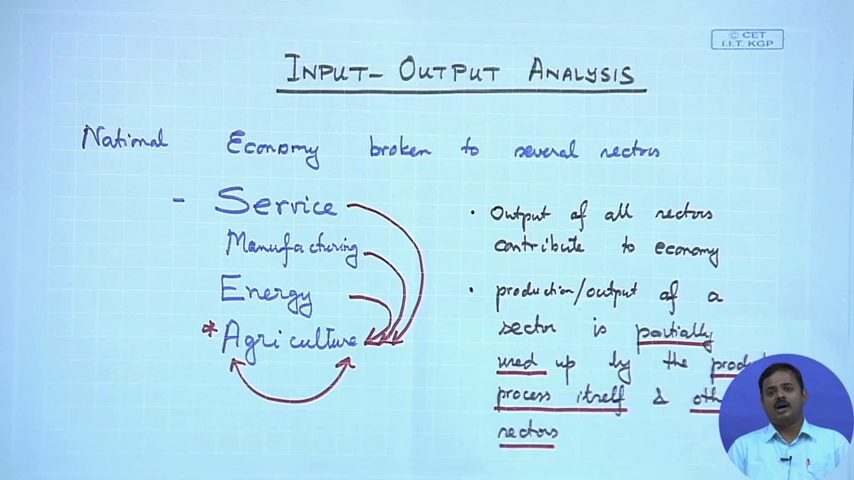 © CET
I.I.T. KGP
INPUT-OUTPUT ANALYSIS
National Economy broken to several sectors
- Service
Manufacturing
Energy
* Agriculture
• Output of all sectors
contribute to economy
• production/output of a
sector is partially
used up by the
process itself &
sectors